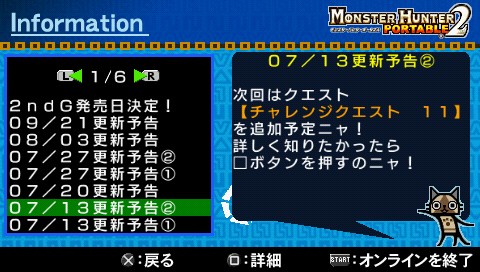 Information
MONSTER HUNTER
PORTABLE 2
L 1/6 R
2ndG発売日決定!
09/21更新予告
08/03更新予告
07/27更新予告②
07/27更新予告①
07/20更新予告
07/13更新予告②
07/13更新予告①
07/13更新予告②
次回はクエスト
【チャレンジクエスト 11】
を追加予定ニャ!
詳しく知りたかったら
□ボタンを押すのニャ!
×:戻る
□:詳細
START:オンラインを終了